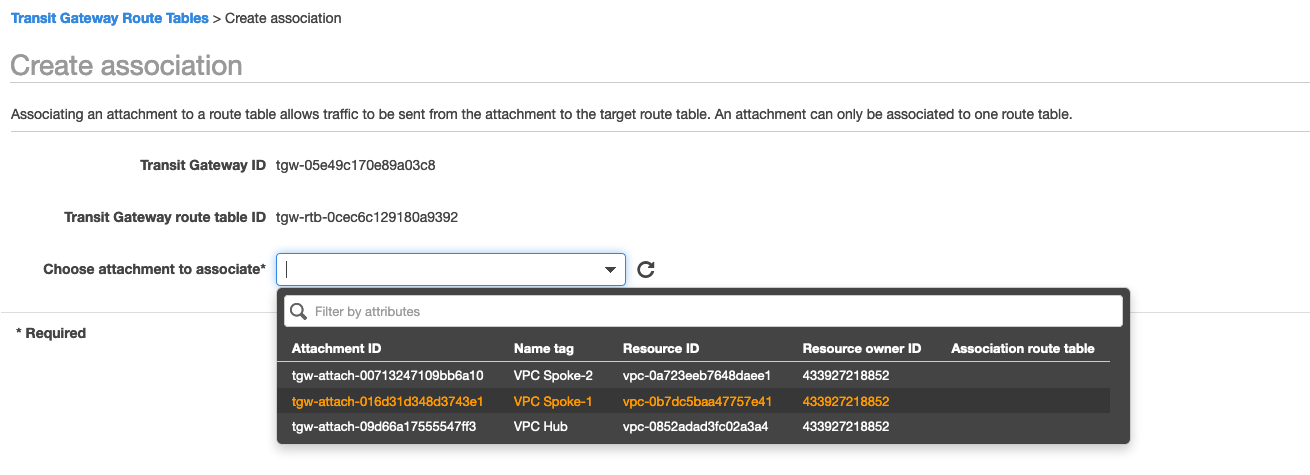 Transit Gateway Route Tables > Create association
Create association
Associating an attachment to a route table allows traffic to be sent from the attachment to the target route table. An attachment can only be associated to one route table.
Transit Gateway ID tgw-05e49c170e89a03c8
Transit Gateway route table ID tgw-rtb-0cec6c129180a9392
Choose attachment to associate*
Filter by attributes
* Required
Attachment ID Name tag Resource ID Resource owner ID Association route table
tgw-attach-00713247109bb6a10 VPC Spoke-2 vpc-0a723eeb7648daee1 433927218852
tgw-attach-016d31d348d3743e1 VPC Spoke-1 vpc-0b7dc5baa47757e41 433927218852
tgw-attach-09d66a17555547ff3 VPC Hub vpc-0852adad3fc02a3a4 433927218852